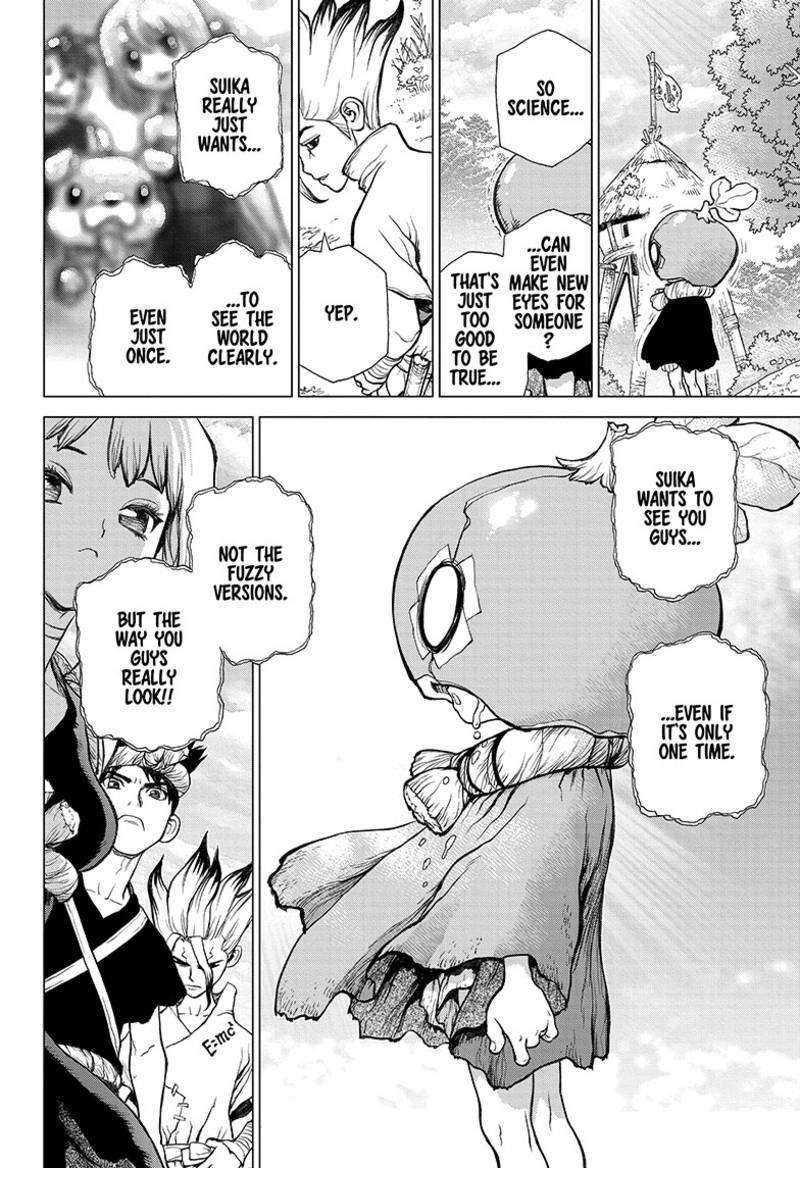 SO
SCIENCE...
...CAN
EVEN
MAKE NEW
EYES FOR
SOMEONE
?
THAT'S
JUST
TOO
GOOD
TO BE
TRUE...
YEP.
SUIKA
REALLY
JUST
WANTS...
...TO
SEE THE
WORLD
CLEARLY.
EVEN
JUST
ONCE.
SUIKA
WANTS TO
SEE YOU
GUYS...
...EVEN IF
IT'S ONLY
ONE TIME.
NOT THE
FUZZY
VERSIONS.
BUT THE
WAY YOU
GUYS
REALLY
LOOK!!
E=mc²